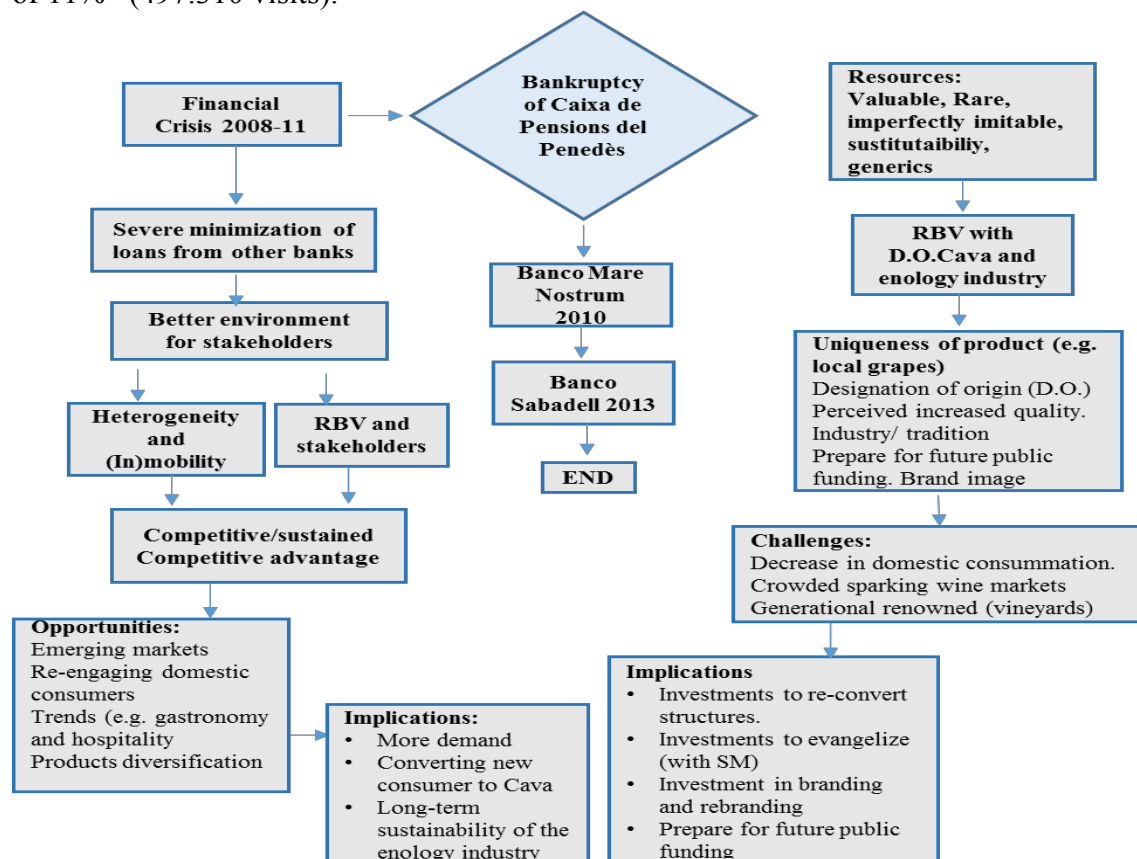 of 11% (497.510 visits).
Financial
Crisis 2008-11
Bankruptcy
of Caixa de
Pensions del
Penedès
Resources:
Valuable, Rare,
imperfectly imitable,
sustitutaibiliy,
generics
Severe minimization of
loans from other banks
Better environment
for stakeholders
Heterogeneity
and
(In)mobility
RBV and
stakeholders
Competitive/sustained
Competitive advantage
Opportunities:
Emerging markets
Re-engaging domestic
consumers
Trends (e.g. gastronomy
and hospitality
Products diversification
Implications:
• More demand
• Converting new
consumer to Cava
• Long-term
sustainability of the
enology industry
Banco Mare
Nostrum
2010
Banco
Sabadell 2013
END
RBV with
D.O.Cava and
enology industry
Uniqueness of product (e.g.
local grapes)
Designation of origin (D.O.)
Perceived increased quality.
Industry/ tradition
Prepare for future public
funding. Brand image
Challenges:
Decrease in domestic consummation.
Crowded sparking wine markets
Generational renowned (vineyards)
Implications
• Investments to re-convert
structures.
• Investments to evangelize
(with SM)
• Investment in branding
and rebranding
• Prepare for future public
funding